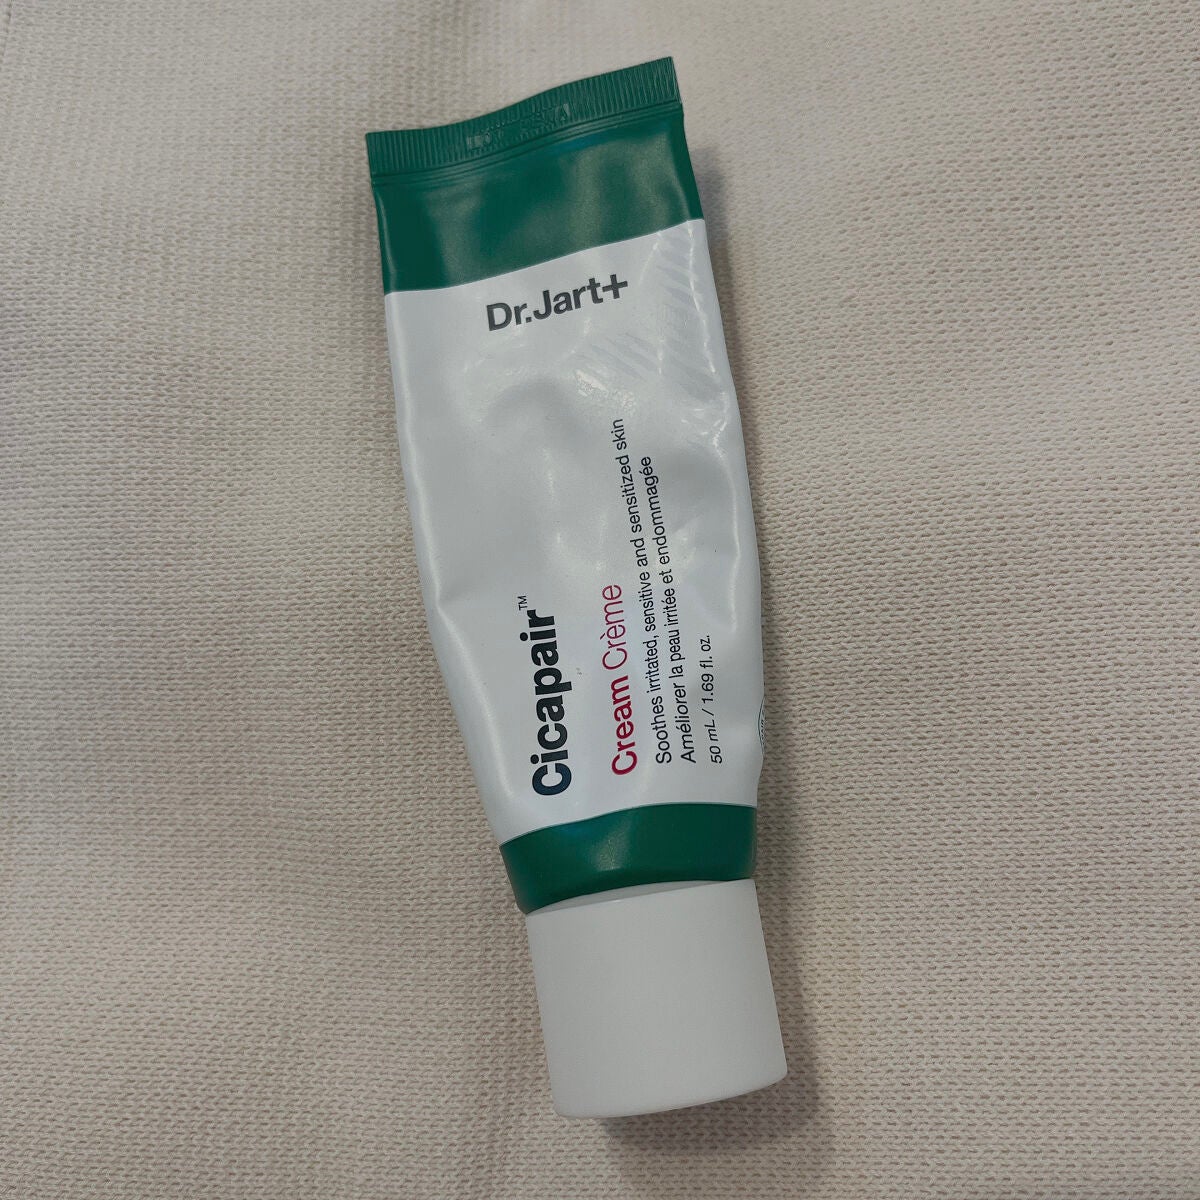 Dr.Jart+
Cicapair™
Cream Crème
Soothes irritated, sensitive and sensitized skin
Améliorer la peau irritée et endommagée
50 mL / 1.69 fl. oz.